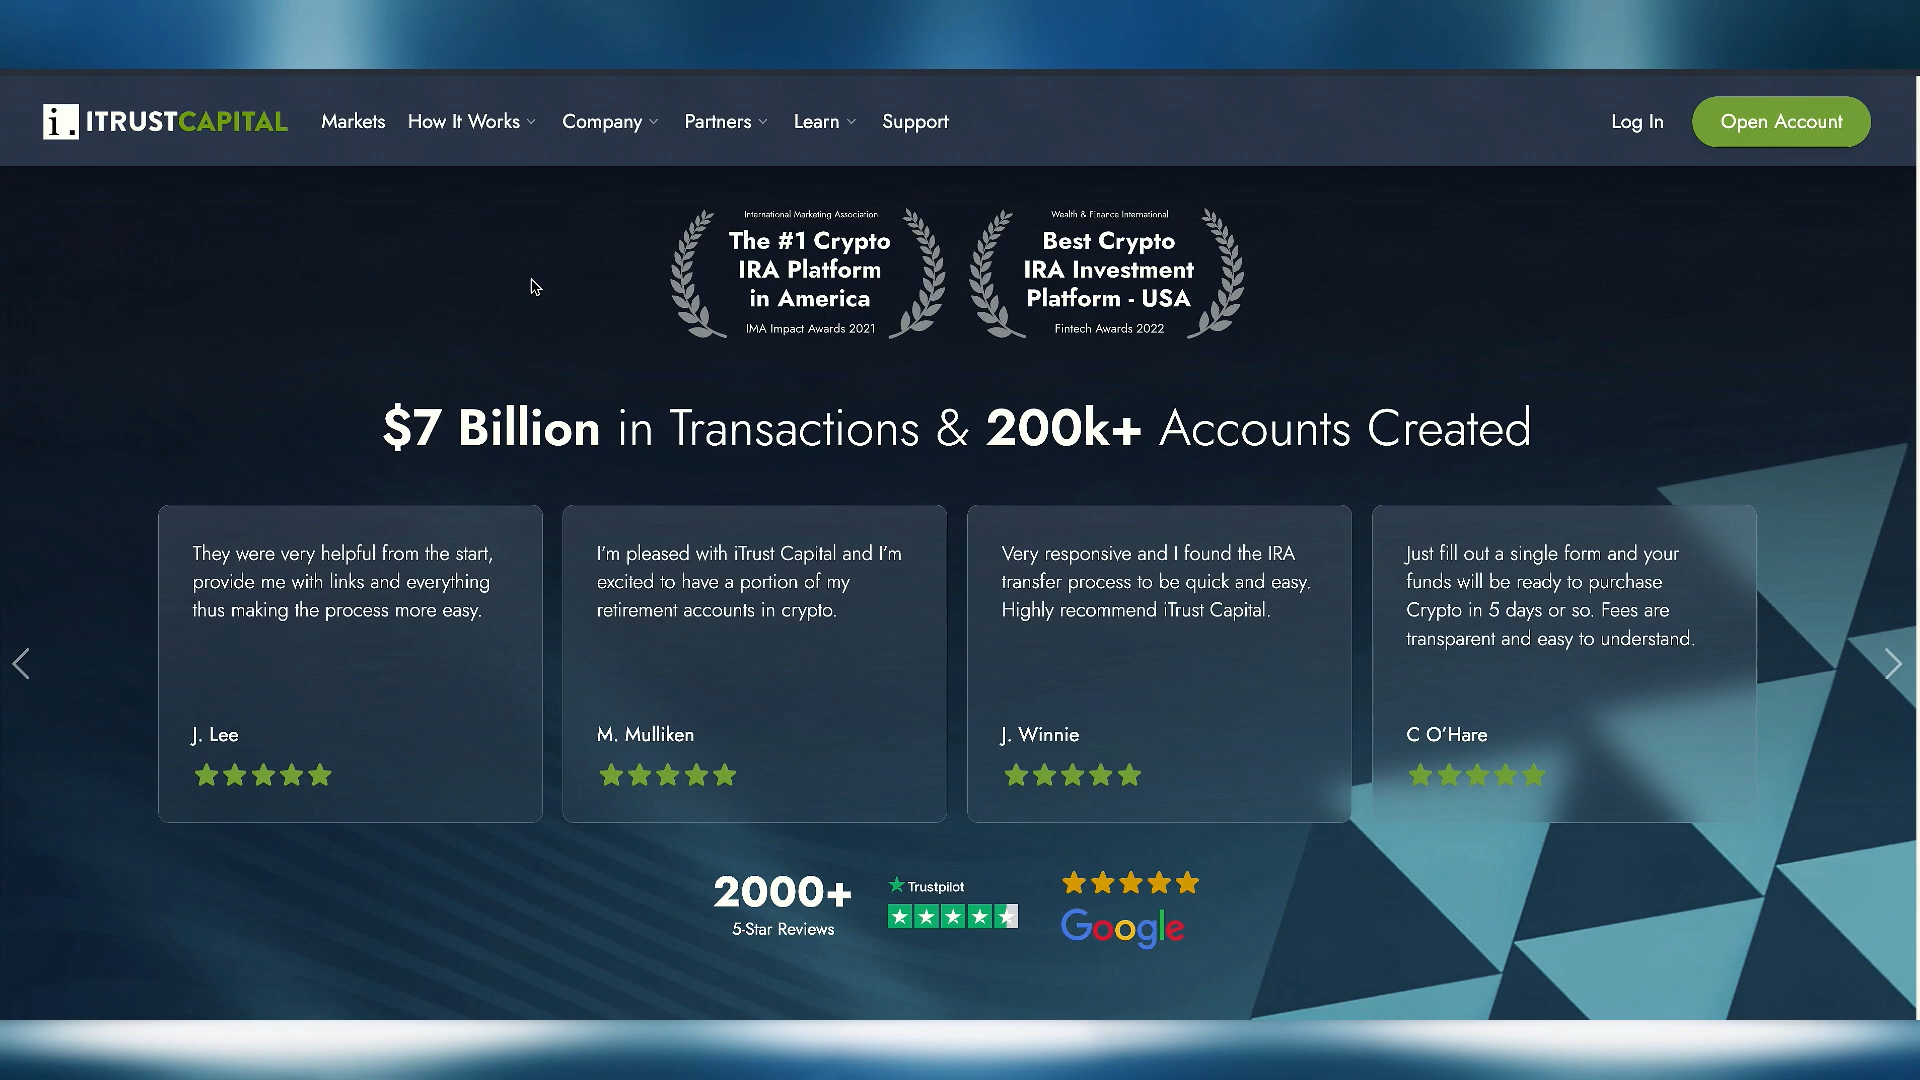 i. ITRUSTCAPITAL Markets How It Works Company Partners Learn Support Log In Open Account
International Marketing Association
The #1 Crypto
IRA Platform
in America
IMA Impact Awards 2021
Wealth & Finance International
Best Crypto
IRA Investment
Platform - USA
Fintech Awards 2022
$7 Billion in Transactions & 200k+ Accounts Created
They were very helpful from the start,
provide me with links and everything
thus making the process more easy.
J. Lee
I'm pleased with iTrust Capital and I'm
excited to have a portion of my
retirement accounts in crypto.
M. Mulliken
Very responsive and I found the IRA
transfer process to be quick and easy.
Highly recommend iTrust Capital.
J. Winnie
Just fill out a single form and your
funds will be ready to purchase
Crypto in 5 days or so. Fees are
transparent and easy to understand.
C O'Hare
2000+
5-Star Reviews
Trustpilot
Google